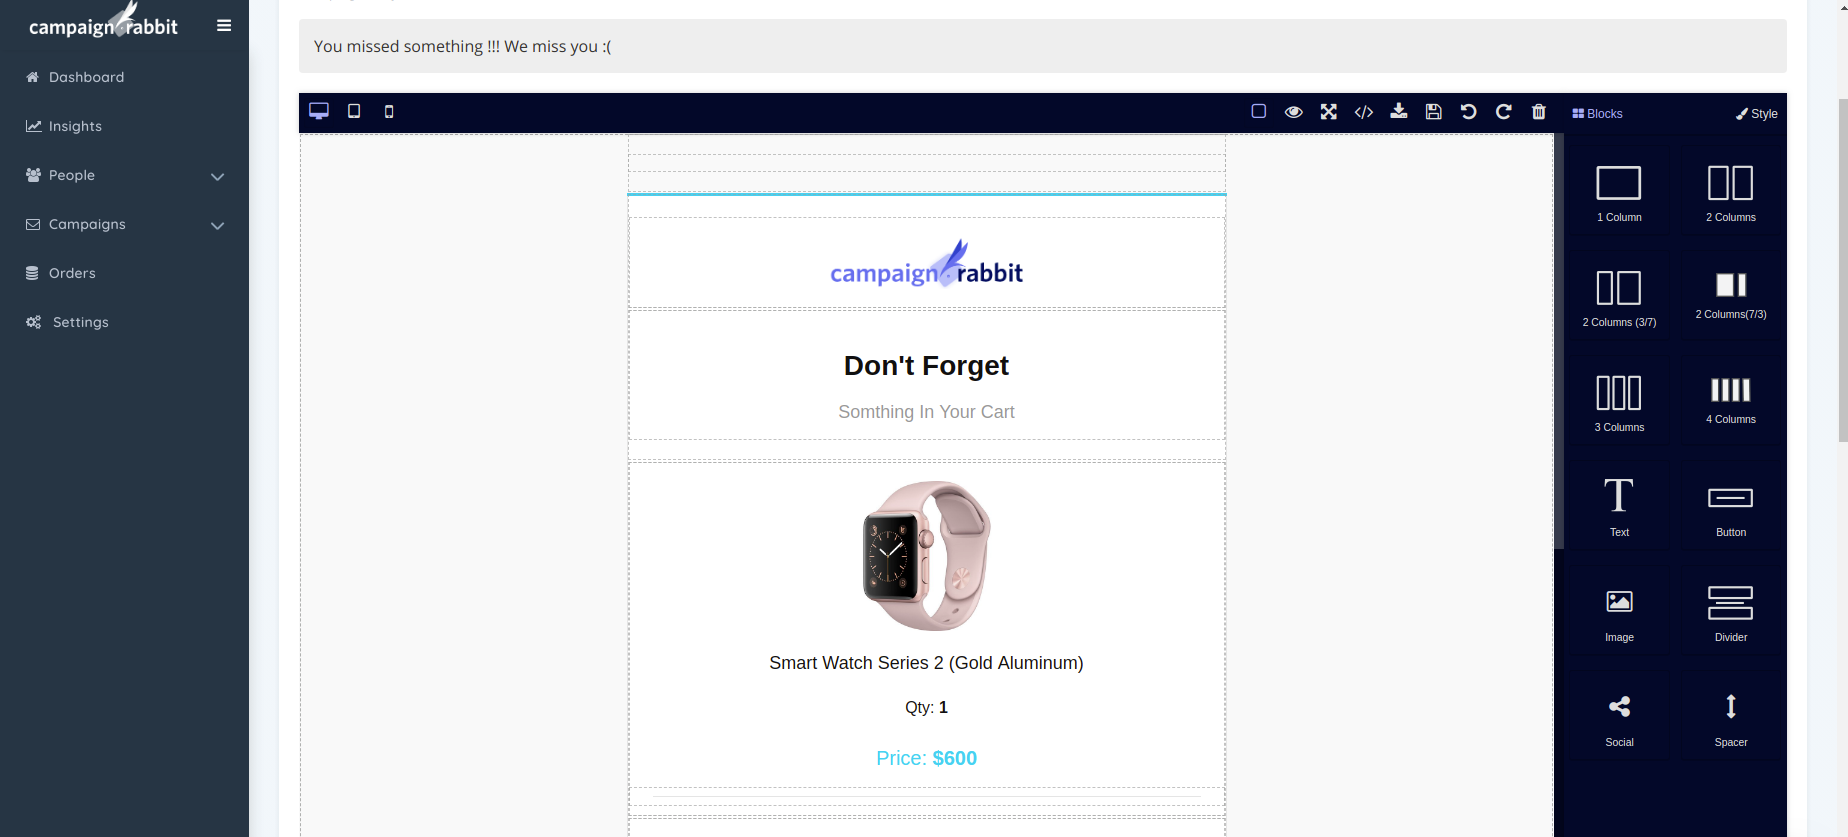 campaignrabbit
Dashboard
Insights
People
Campaigns
Orders
Settings
You missed something !!! We miss you :(
Blocks
Style
campaignrabbit
Don't Forget
Somthing In Your Cart
Smart Watch Series 2 (Gold Aluminum)
Qty: 1
Price: $600
1 Column
2 Columns
2 Columns (3/7)
2 Columns(7/3)
3 Columns
4 Columns
Text
Button
Image
Divider
Social
Spacer